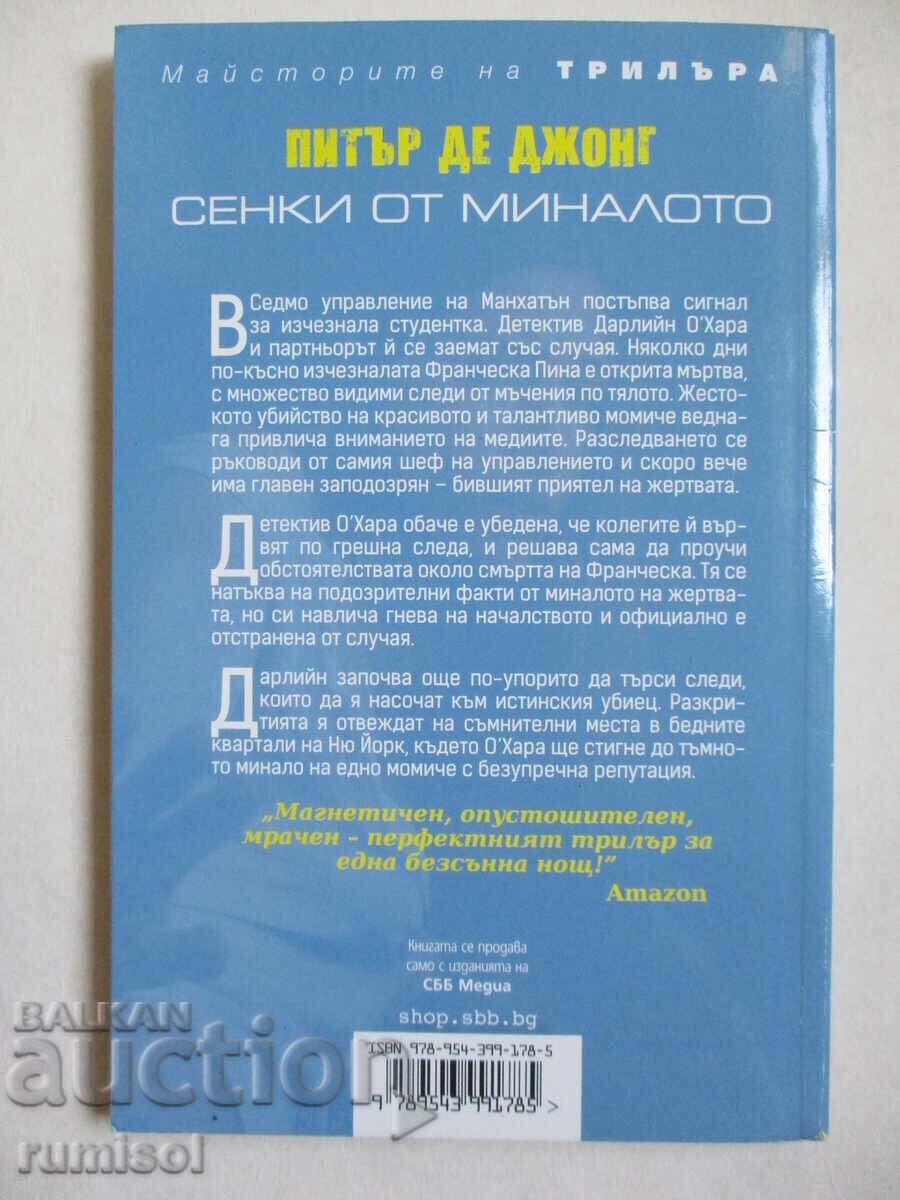 Майсторите на ТРИЛЪРА
ПИТЪР ДЕ ДЖОНГ
СЕНКИ ОТ МИНАЛОТО
В Седмо управление на Манхатън постъпва сигнал
за изчезнала студентка. Детектив Дарлийн О'Хара
и партньорът й се заемат със случая. Няколко дни
по-късно изчезналата Франческа Пина е открита мъртва,
с множество видими следи от мъчения по тялото. Жесто-
кото убийство на красивото и талантливо момиче ведна-
га привлича вниманието на медиите. Разследването се
ръководи от самия шеф на управлението и скоро вече
има главен заподозрян – бившият приятел на жертвата.
Детектив О'Хара обаче е убедена, че колегите й вър-
вят по грешна следа, и решава сама да проучи
обстоятелствата около смъртта на Франческа. Тя се
натъква на подозрителни факти от миналото на жертва-
та, но си навлича гнева на началството и официално е
отстранена от случая.
Дарлийн започва още по-упорито да търси следи,
които да я насочат към истинския убиец. Разкри-
тията я отвеждат на съмнителни места в бедните
квартали на Ню Йорк, където О'Хара ще стигне до тъмно-
то минало на едно момиче с безупречна репутация.
„Магнетичен, опустошителен,
мрачен – перфектният трилър за
една безсънна нощ!”
Amazon
Книгата се продава
само с изданията на
СББ Медиа
shop.sbb.bg
ISBN 978-954-399-178-5
9 789543 991785 >
BALKAN
auction
rumisol